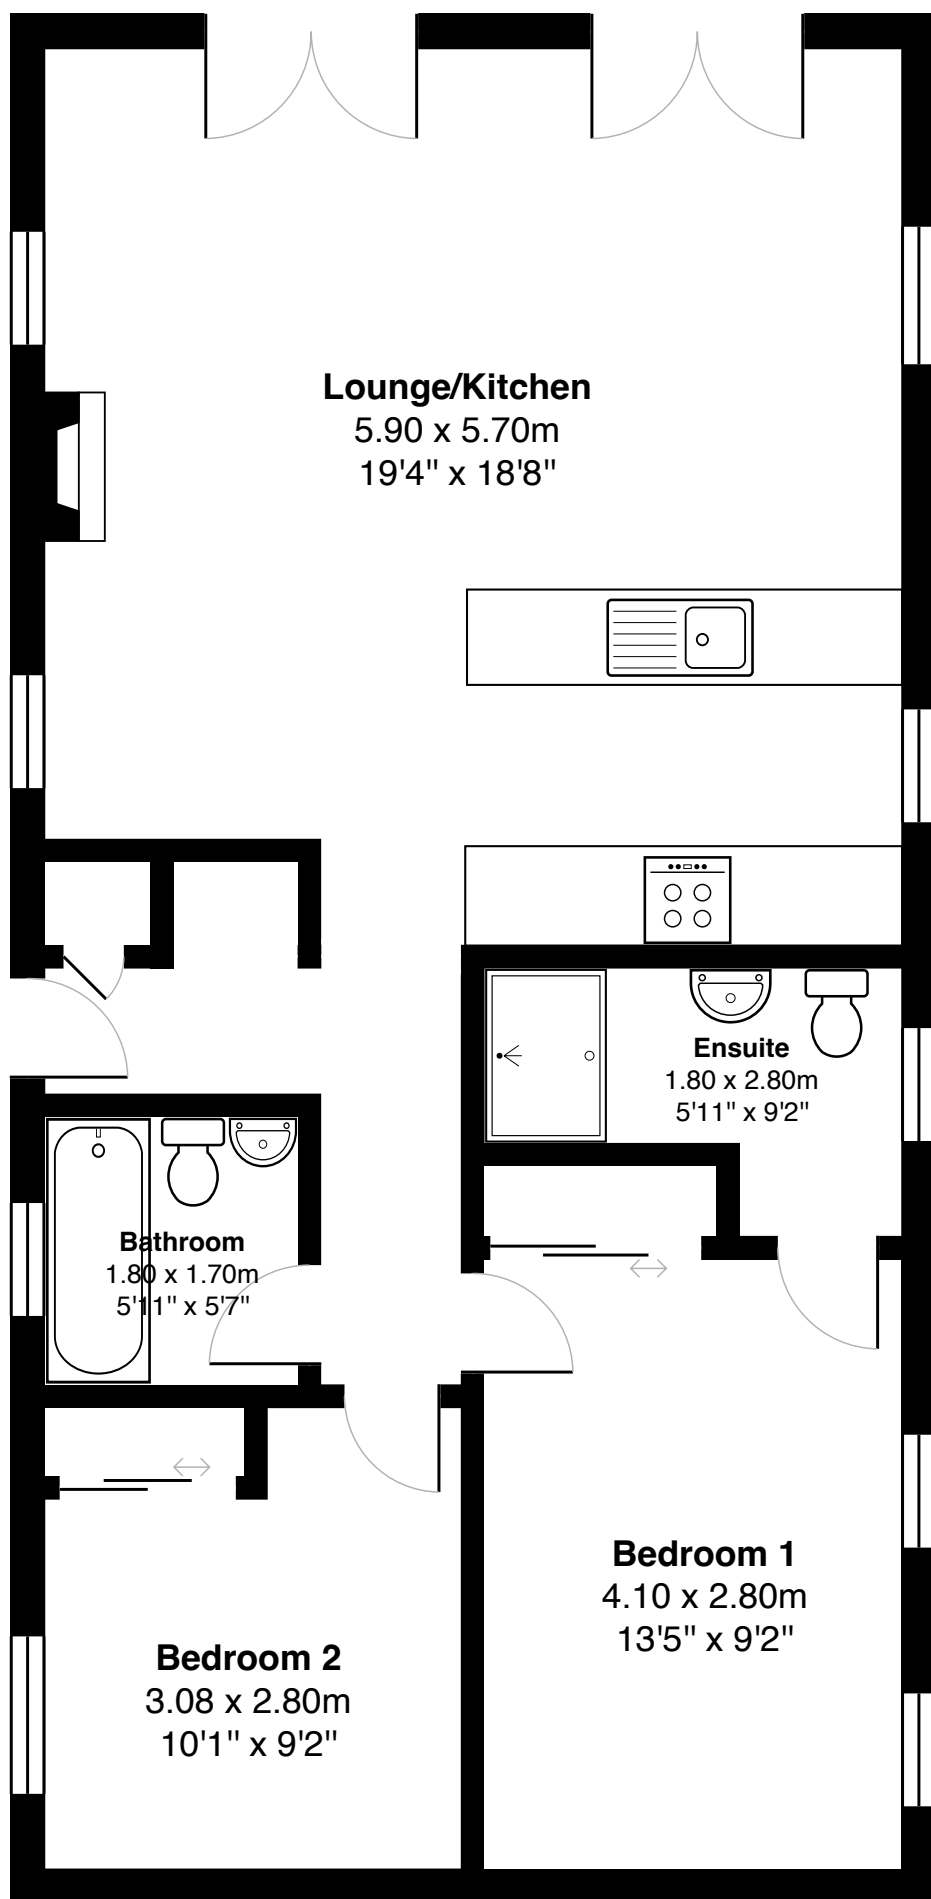 Lounge/Kitchen
5.90 x 5.70m
19'4" x 18'8"
Ensuite
1.80 x 2.80m
5'11" x 9'2"
Bathroom
1.80 x 1.70m
5'11" x 5'7"
Bedroom 1
4.10 x 2.80m
13'5" x 9'2"
Bedroom 2
3.08 x 2.80m
10'1" x 9'2"